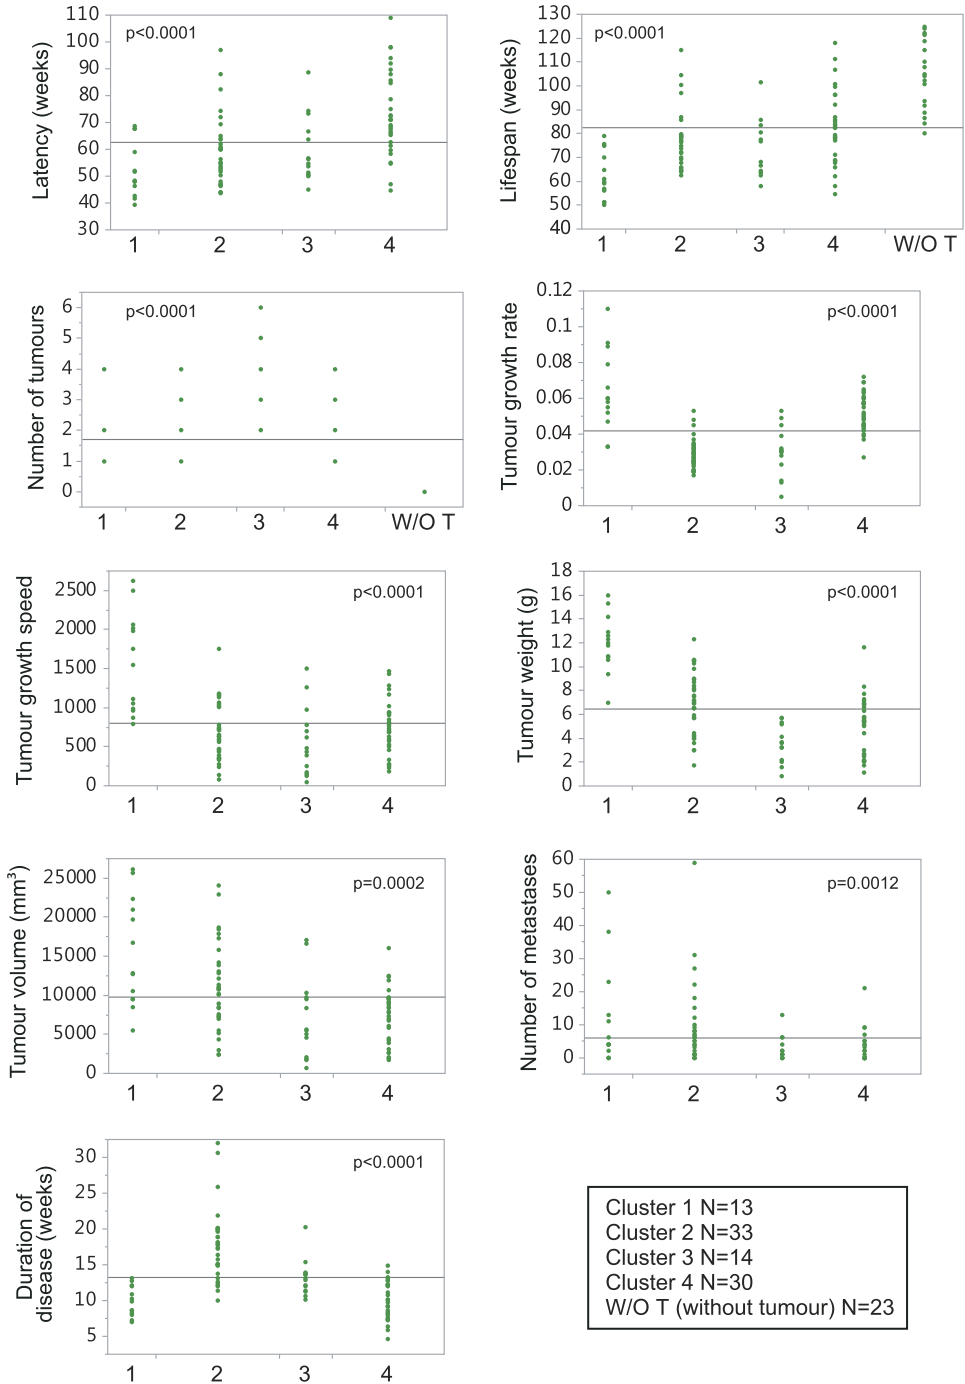 Latency (weeks)
p<0.0001
110
100
90
80
70
60
50
40
30
1 2 3 4
Lifespan (weeks)
p<0.0001
130
120
110
100
90
80
70
60
50
40
1 2 3 4 W/O T
Number of tumours
p<0.0001
6
5
4
3
2
1
0
1 2 3 4 W/O T
Tumour growth rate
p<0.0001
0.12
0.1
0.08
0.06
0.04
0.02
0
1 2 3 4
Tumour growth speed
p<0.0001
2500
2000
1500
1000
500
0
1 2 3 4
Tumour weight (g)
p<0.0001
18
16
14
12
10
8
6
4
2
0
1 2 3 4
Tumour volume (mm³)
p=0.0002
25000
20000
15000
10000
5000
0
1 2 3 4
Number of metastases
p=0.0012
60
50
40
30
20
10
0
1 2 3 4
Duration of
disease (weeks)
p<0.0001
30
25
20
15
10
5
1 2 3 4
Cluster 1 N=13
Cluster 2 N=33
Cluster 3 N=14
Cluster 4 N=30
W/O T (without tumour) N=23